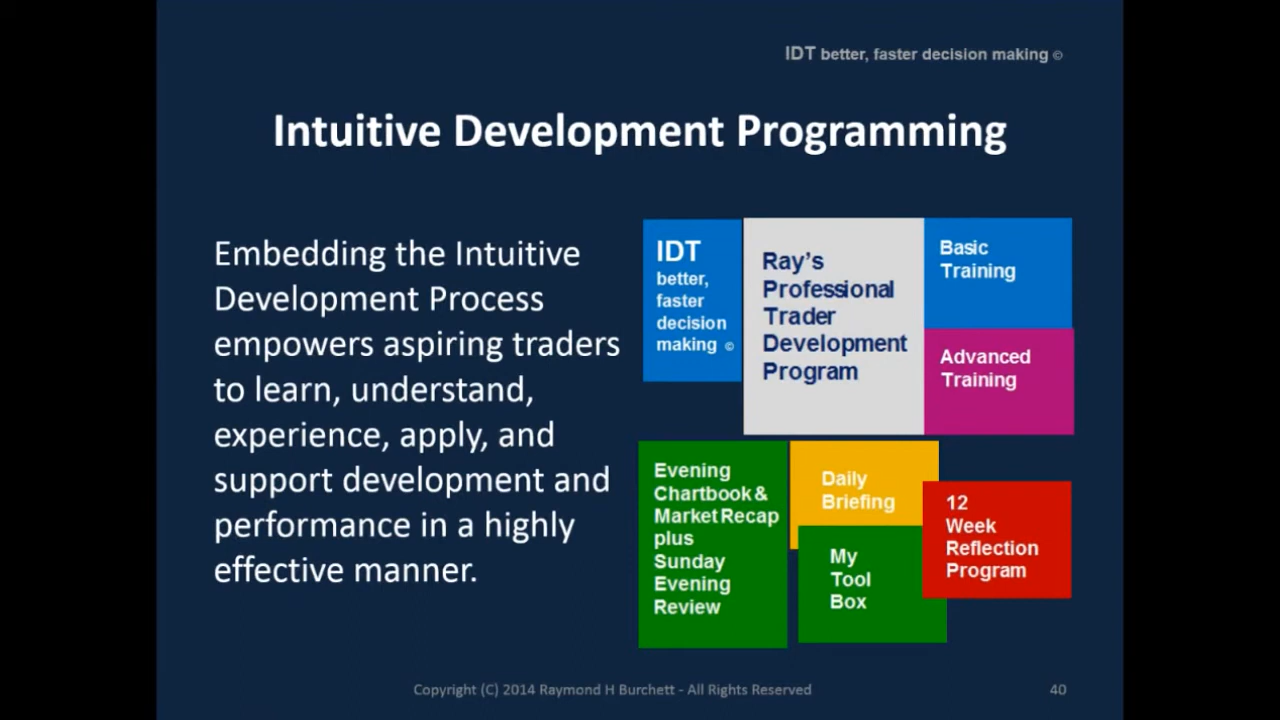 IDT better, faster decision making ©
Intuitive Development Programming
Embedding the Intuitive
Development Process
empowers aspiring traders
to learn, understand,
experience, apply, and
support development and
performance in a highly
effective manner.
IDT
better,
faster
decision
making ©
Ray's
Professional
Trader
Development
Program
Basic
Training
Advanced
Training
Evening
Chartbook &
Market Recap
plus
Sunday
Evening
Review
Daily
Briefing
My
Tool
Box
12
Week
Reflection
Program
Copyright (C) 2014 Raymond H Burchett - All Rights Reserved
40